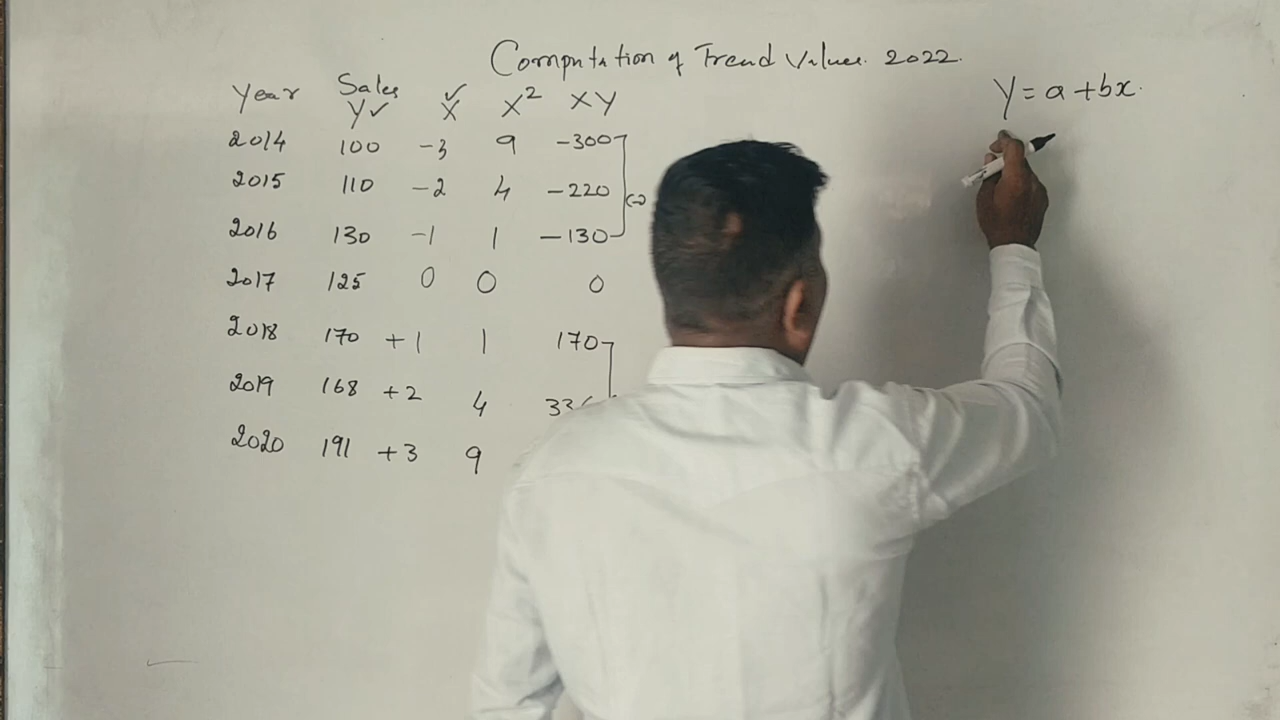 Computation of Trend Values. 2022.
Y = a + bx.
Year Sales Y✓ ✓X X² XY
2014 100 -3 9 -300
2015 110 -2 4 -220
2016 130 -1 1 -130
2017 125 0 0 0
2018 170 +1 1 170
2019 168 +2 4
2020 191 +3 9